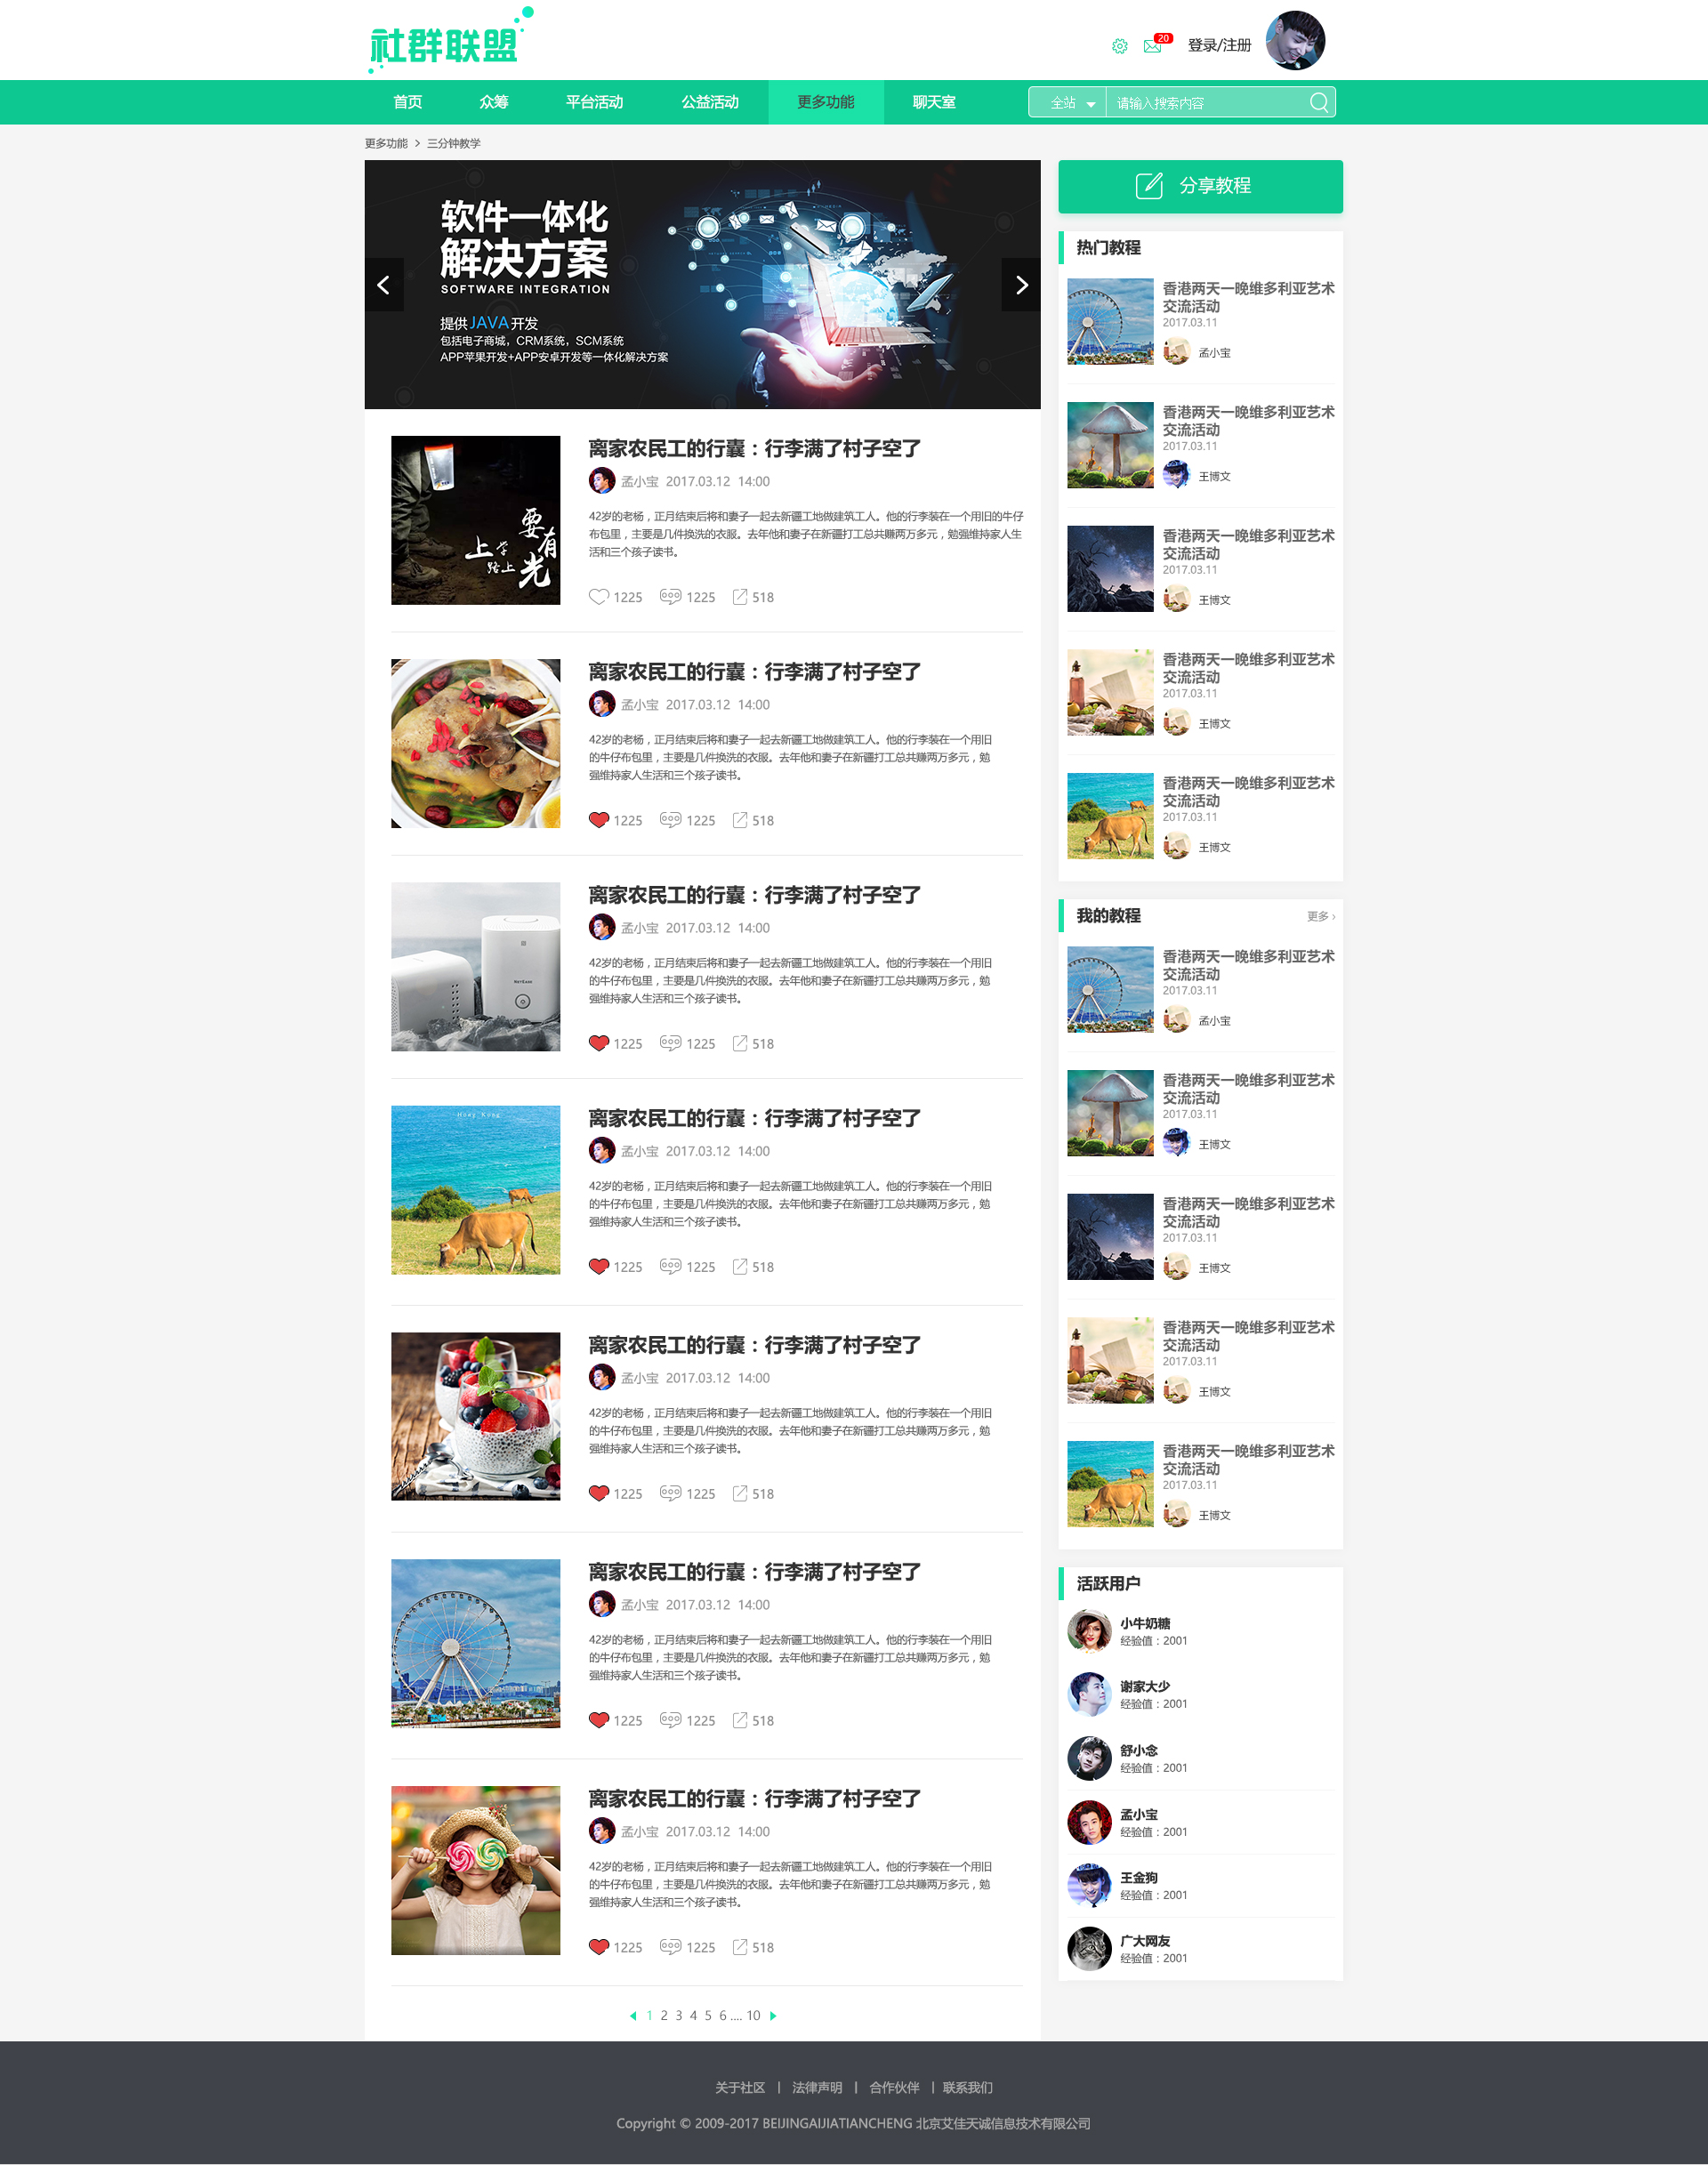 社群联盟
20
登录/注册
首页
众筹
平台活动
公益活动
更多功能
聊天室
全站
请输入搜索内容
更多功能 > 三分钟教学
软件一体化
解决方案
SOFTWARE INTEGRATION
提供JAVA开发
包括电子商城，CRM系统，SCM系统
APP苹果开发+APP安卓开发等一体化解决方案
要有光
上学路上
离家农民工的行囊：行李满了村子空了
孟小宝 2017.03.12 14:00
42岁的老杨，正月结束后将和妻子一起去新疆工地做建筑工人。他的行李装在一个用旧的牛仔
布包里，主要是几件换洗的衣服。去年他和妻子在新疆打工总共赚两万多元，勉强维持家人生
活和三个孩子读书。
1225 1225 518
离家农民工的行囊：行李满了村子空了
孟小宝 2017.03.12 14:00
42岁的老杨，正月结束后将和妻子一起去新疆工地做建筑工人。他的行李装在一个用旧
的牛仔布包里，主要是几件换洗的衣服。去年他和妻子在新疆打工总共赚两万多元，勉
强维持家人生活和三个孩子读书。
1225 1225 518
离家农民工的行囊：行李满了村子空了
孟小宝 2017.03.12 14:00
42岁的老杨，正月结束后将和妻子一起去新疆工地做建筑工人。他的行李装在一个用旧
的牛仔布包里，主要是几件换洗的衣服。去年他和妻子在新疆打工总共赚两万多元，勉
强维持家人生活和三个孩子读书。
1225 1225 518
Hong Kong
离家农民工的行囊：行李满了村子空了
孟小宝 2017.03.12 14:00
42岁的老杨，正月结束后将和妻子一起去新疆工地做建筑工人。他的行李装在一个用旧
的牛仔布包里，主要是几件换洗的衣服。去年他和妻子在新疆打工总共赚两万多元，勉
强维持家人生活和三个孩子读书。
1225 1225 518
离家农民工的行囊：行李满了村子空了
孟小宝 2017.03.12 14:00
42岁的老杨，正月结束后将和妻子一起去新疆工地做建筑工人。他的行李装在一个用旧
的牛仔布包里，主要是几件换洗的衣服。去年他和妻子在新疆打工总共赚两万多元，勉
强维持家人生活和三个孩子读书。
1225 1225 518
离家农民工的行囊：行李满了村子空了
孟小宝 2017.03.12 14:00
42岁的老杨，正月结束后将和妻子一起去新疆工地做建筑工人。他的行李装在一个用旧
的牛仔布包里，主要是几件换洗的衣服。去年他和妻子在新疆打工总共赚两万多元，勉
强维持家人生活和三个孩子读书。
1225 1225 518
离家农民工的行囊：行李满了村子空了
孟小宝 2017.03.12 14:00
42岁的老杨，正月结束后将和妻子一起去新疆工地做建筑工人。他的行李装在一个用旧
的牛仔布包里，主要是几件换洗的衣服。去年他和妻子在新疆打工总共赚两万多元，勉
强维持家人生活和三个孩子读书。
1225 1225 518
1 2 3 4 5 6 .... 10
分享教程
热门教程
香港两天一晚维多利亚艺术
交流活动
2017.03.11
孟小宝
香港两天一晚维多利亚艺术
交流活动
2017.03.11
王博文
香港两天一晚维多利亚艺术
交流活动
2017.03.11
王博文
香港两天一晚维多利亚艺术
交流活动
2017.03.11
王博文
香港两天一晚维多利亚艺术
交流活动
2017.03.11
王博文
我的教程
更多 ›
香港两天一晚维多利亚艺术
交流活动
2017.03.11
孟小宝
香港两天一晚维多利亚艺术
交流活动
2017.03.11
王博文
香港两天一晚维多利亚艺术
交流活动
2017.03.11
王博文
香港两天一晚维多利亚艺术
交流活动
2017.03.11
王博文
香港两天一晚维多利亚艺术
交流活动
2017.03.11
王博文
活跃用户
小牛奶糖
经验值：2001
谢家大少
经验值：2001
舒小念
经验值：2001
孟小宝
经验值：2001
王金狗
经验值：2001
广大网友
经验值：2001
关于社区 | 法律声明 | 合作伙伴 | 联系我们
Copyright © 2009-2017 BEIJINGAIJIATIANCHENG 北京艾佳天诚信息技术有限公司